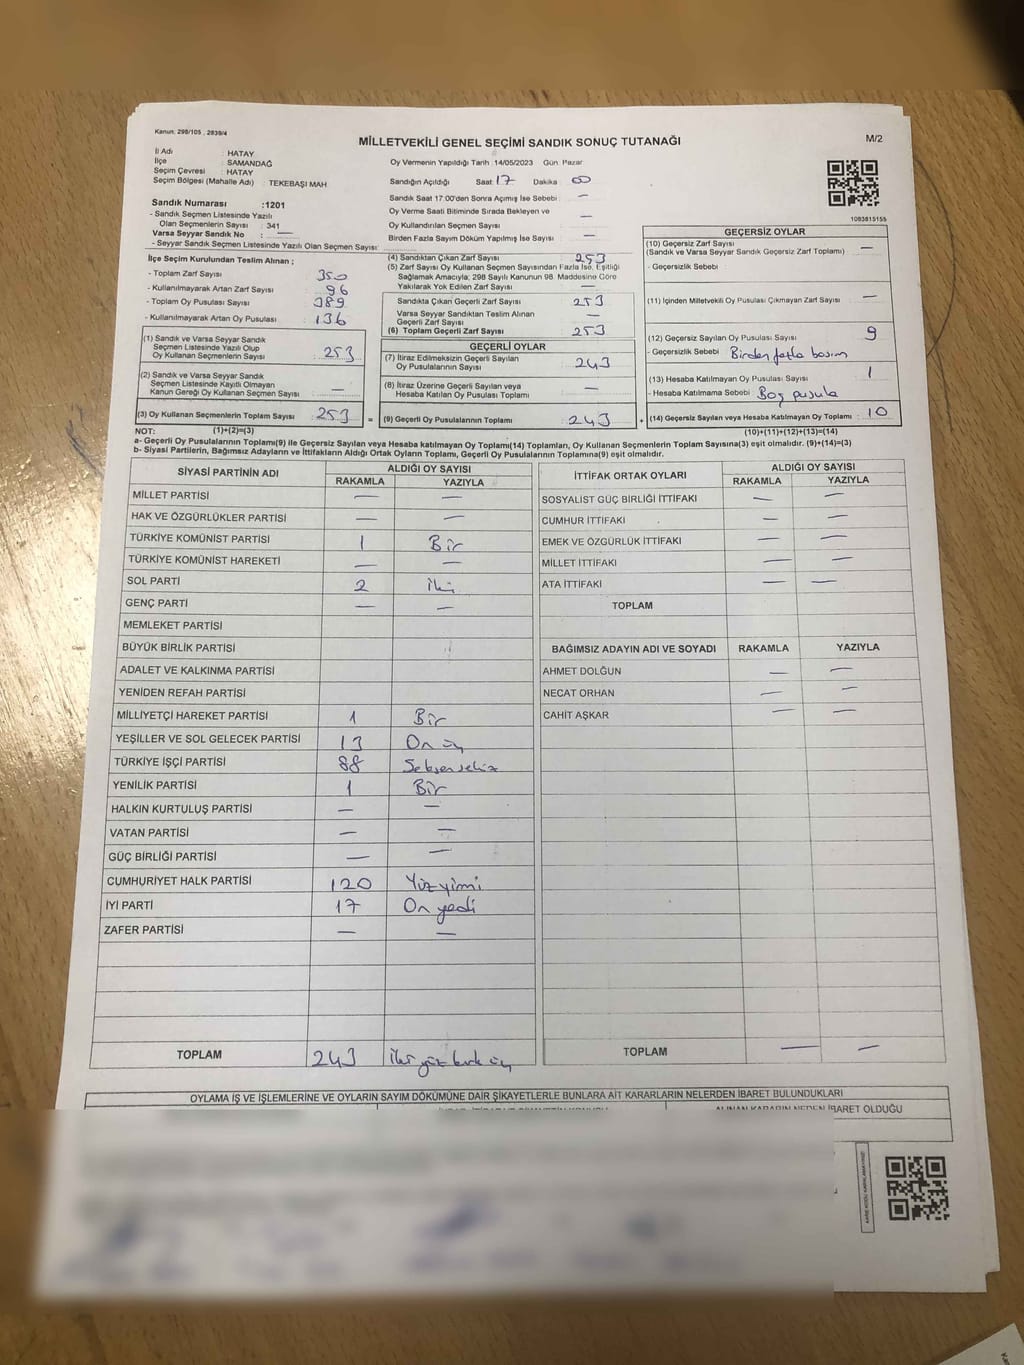 Kanun. 298/105 , 2839/4
MİLLETVEKİLİ GENEL SEÇİMİ SANDIK SONUÇ TUTANAĞI
M/2
İl Adı : HATAY
İlçe : SAMANDAĞ
Seçim Çevresi : HATAY
Seçim Bölgesi (Mahalle Adı) : TEKEBAŞI MAH
Oy Vermenin Yapıldığı Tarih :14/05/2023 Gün: Pazar
Sandığın Açıldığı Saat 17 Dakika 00
Sandık Saat 17:00'den Sonra Açımış İse Sebebi : —
Oy Verme Saati Bitiminde Sırada Bekleyen ve
Oy Kullandırılan Seçmen Sayısı : —
Birden Fazla Sayım Döküm Yapılmış İse Sayısı : —
1083815155
Sandık Numarası :1201
- Sandık Seçmen Listesinde Yazılı
Olan Seçmenlerin Sayısı : 341
Varsa Seyyar Sandık No : —
- Seyyar Sandık Seçmen Listesinde Yazılı Olan Seçmen Sayısı:
İlçe Seçim Kurulundan Teslim Alınan ;
- Toplam Zarf Sayısı : 350
- Kullanılmayarak Artan Zarf Sayısı : 96
- Toplam Oy Pusulası Sayısı : 389
- Kullanılmayarak Artan Oy Pusulası : 136
(1) Sandık ve Varsa Seyyar Sandık
Seçmen Listesinde Yazılı Olup
Oy Kullanan Seçmenlerin Sayısı : 253
(2) Sandık ve Varsa Seyyar Sandık
Seçmen Listesinde Kayıtlı Olmayan
Kanun Gereği Oy Kullanan Seçmen Sayısı : —
(3) Oy Kullanan Seçmenlerin Toplam Sayısı : 253 =
(4) Sandıktan Çıkan Zarf Sayısı : 253
(5) Zarf Sayısı Oy Kullanan Seçmen Sayısından Fazla İse, Eşitliği
Sağlamak Amacıyla; 298 Sayılı Kanunun 98. Maddesine Göre
Yakılarak Yok Edilen Zarf Sayısı : —
Sandıkta Çıkan Geçerli Zarf Sayısı : 253
Varsa Seyyar Sandıktan Teslim Alınan
Geçerli Zarf Sayısı : —
(6) Toplam Geçerli Zarf Sayısı : 253
GEÇERLİ OYLAR
(7) İtiraz Edilmeksizin Geçerli Sayılan
Oy Pusulalarının Sayısı : 243
(8) İtiraz Üzerine Geçerli Sayılan veya
Hesaba Katılan Oy Pusulası Toplamı : —
(9) Geçerli Oy Pusulalarının Toplamı : 243 +
GEÇERSİZ OYLAR
(10) Geçersiz Zarf Sayısı
(Sandık ve Varsa Seyyar Sandık Geçersiz Zarf Toplamı) : —
- Geçersizlik Sebebi :
(11) İçinden Milletvekili Oy Pusulası Çıkmayan Zarf Sayısı : —
(12) Geçersiz Sayılan Oy Pusulası Sayısı : 9
- Geçersizlik Sebebi : Birden fazla basım
(13) Hesaba Katılmayan Oy Pusulası Sayısı : 1
- Hesaba Katılmama Sebebi : Boş pusula
(14) Geçersiz Sayılan veya Hesaba Katılmayan Oy Toplamı : 10
NOT: (1)+(2)=(3) (10)+(11)+(12)+(13)=(14)
a- Geçerli Oy Pusulalarının Toplamı(9) ile Geçersiz Sayılan veya Hesaba katılmayan Oy Toplamı(14) Toplamları, Oy Kullanan Seçmenlerin Toplam Sayısına(3) eşit olmalıdır. (9)+(14)=(3)
b- Siyasi Partilerin, Bağımsız Adayların ve İttifakların Aldığı Ortak Oyların Toplamı, Geçerli Oy Pusulalarının Toplamına(9) eşit olmalıdır.
SİYASİ PARTİNİN ADI ALDIĞI OY SAYISI
RAKAMLA YAZIYLA
MİLLET PARTİSİ — —
HAK VE ÖZGÜRLÜKLER PARTİSİ — —
TÜRKİYE KOMÜNİST PARTİSİ 1 Bir
TÜRKİYE KOMÜNİST HAREKETİ — —
SOL PARTİ 2 iki
GENÇ PARTİ — —
MEMLEKET PARTİSİ
BÜYÜK BİRLİK PARTİSİ
ADALET VE KALKINMA PARTİSİ
YENİDEN REFAH PARTİSİ
MİLLİYETÇİ HAREKET PARTİSİ 1 Bir
YEŞİLLER VE SOL GELECEK PARTİSİ 13 On üç
TÜRKİYE İŞÇİ PARTİSİ 88 Seksen sekiz
YENİLİK PARTİSİ 1 Bir
HALKIN KURTULUŞ PARTİSİ — —
VATAN PARTİSİ — —
GÜÇ BİRLİĞİ PARTİSİ — —
CUMHURİYET HALK PARTİSİ 120 Yüz yimi
İYİ PARTİ 17 On yedi
ZAFER PARTİSİ — —
TOPLAM 243 iki yüz kırk üç
İTTİFAK ORTAK OYLARI ALDIĞI OY SAYISI
RAKAMLA YAZIYLA
SOSYALİST GÜÇ BİRLİĞİ İTTİFAKI — —
CUMHUR İTTİFAKI — —
EMEK VE ÖZGÜRLÜK İTTİFAKI — —
MİLLET İTTİFAKI — —
ATA İTTİFAKI — —
TOPLAM
BAĞIMSIZ ADAYIN ADI VE SOYADI RAKAMLA YAZIYLA
AHMET DOLĞUN — —
NECAT ORHAN — —
CAHİT AŞKAR — —
TOPLAM — —
OYLAMA İŞ VE İŞLEMLERİNE VE OYLARIN SAYIM DÖKÜMÜNE DAİR ŞİKAYETLERLE BUNLARA AİT KARARLARIN NELERDEN İBARET BULUNDUKLARI
ALINAN KARARIN NEDEN İBARET OLDUĞU
KARE KODU KARALAMAYINIZ!